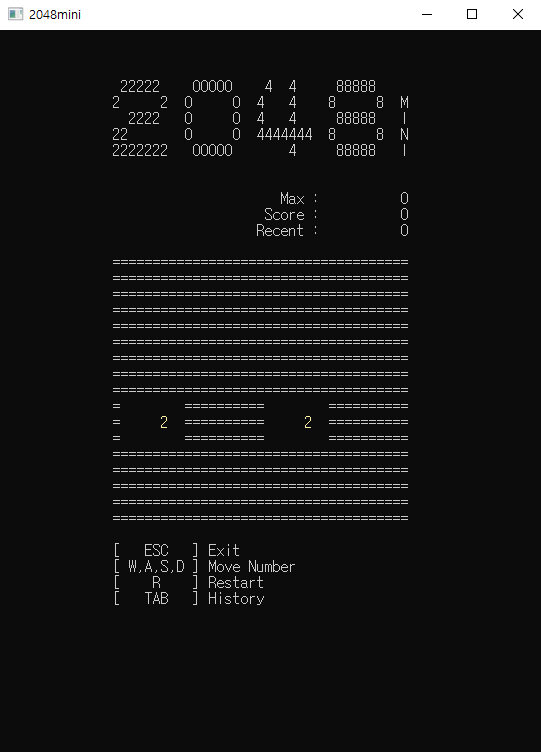 22222    00000    4  4     88888
2     2  0     0  4   4    8     8  M
  2222   0     0  4   4     88888   I
22       0     0  4444444  8     8  N
2222222   00000       4     88888   I
Max :          0
Score :          0
Recent :          0
=====================================
=====================================
=====================================
=====================================
=====================================
=====================================
=====================================
=====================================
=====================================
=        ==========        ==========
=     2  ==========     2  ==========
=        ==========        ==========
=====================================
=====================================
=====================================
=====================================
=====================================
[   ESC   ] Exit
[ W,A,S,D ] Move Number
[    R    ] Restart
[   TAB   ] History
2048mini